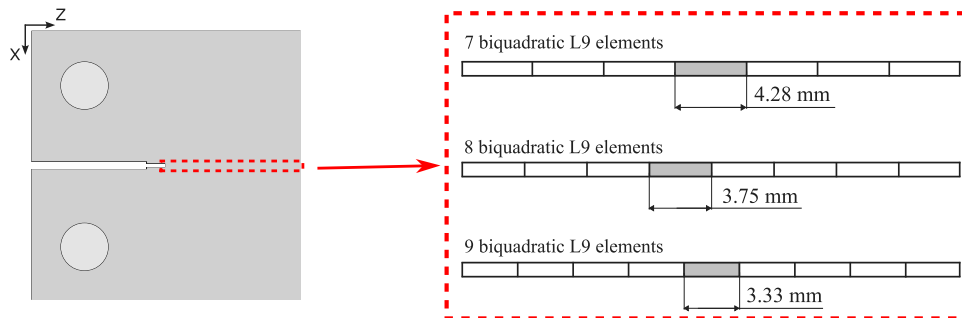 Z
X
7 biquadratic L9 elements
4.28 mm
8 biquadratic L9 elements
3.75 mm
9 biquadratic L9 elements
3.33 mm